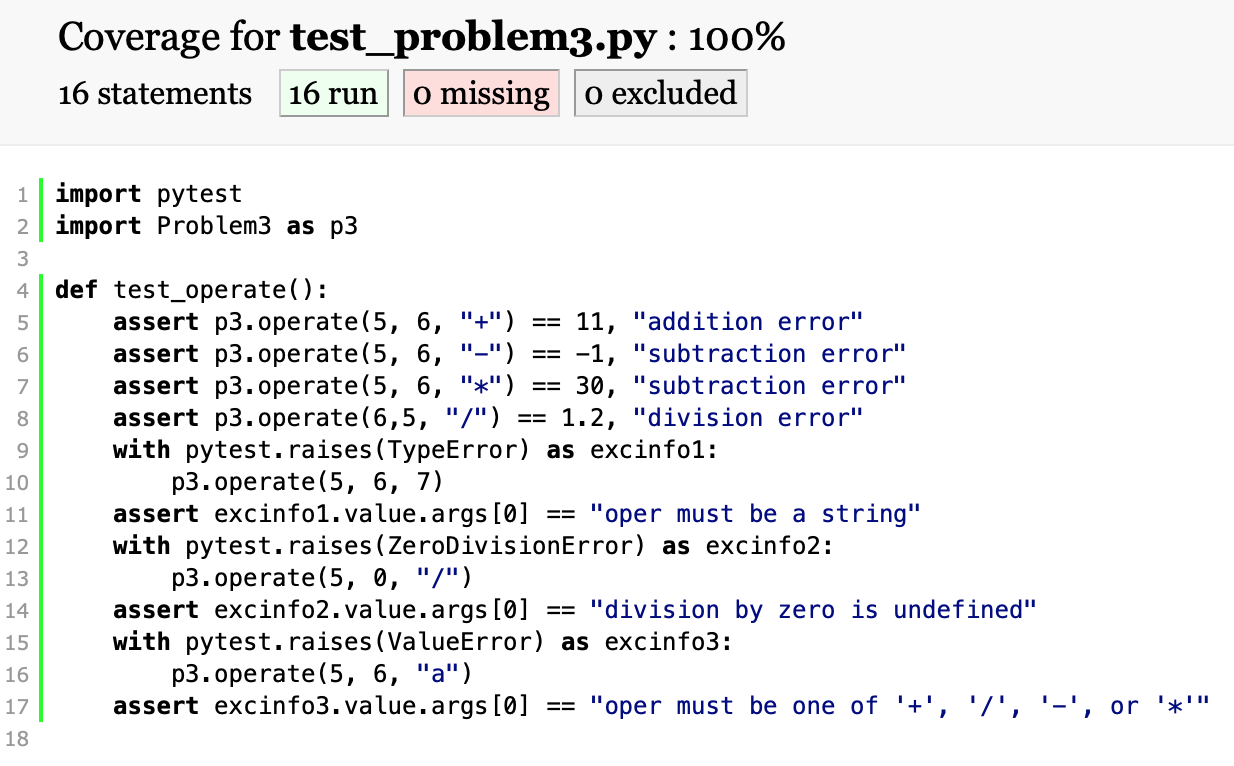 Coverage for test_problem3.py : 100%
16 statements 16 run 0 missing 0 excluded
1 import pytest
2 import Problem3 as p3
3
4 def test_operate():
5     assert p3.operate(5, 6, "+") == 11, "addition error"
6     assert p3.operate(5, 6, "-") == -1, "subtraction error"
7     assert p3.operate(5, 6, "*") == 30, "subtraction error"
8     assert p3.operate(6,5, "/") == 1.2, "division error"
9     with pytest.raises(TypeError) as excinfo1:
10         p3.operate(5, 6, 7)
11     assert excinfo1.value.args[0] == "oper must be a string"
12     with pytest.raises(ZeroDivisionError) as excinfo2:
13         p3.operate(5, 0, "/")
14     assert excinfo2.value.args[0] == "division by zero is undefined"
15     with pytest.raises(ValueError) as excinfo3:
16         p3.operate(5, 6, "a")
17     assert excinfo3.value.args[0] == "oper must be one of '+', '/', '-', or '*'"
18